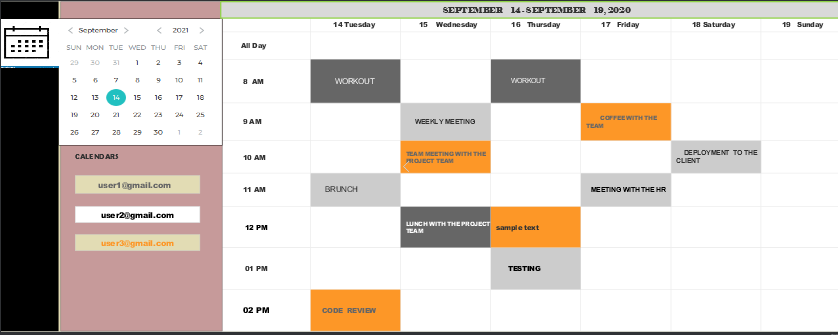 SEPTEMBER 14-SEPTEMBER 19, 2020
September 2021
SUN MON TUE WED THU FRI SAT
29 30 31 1 2 3 4
5 6 7 8 9 10 11
12 13 14 15 16 17 18
19 20 21 22 23 24 25
26 27 28 29 30 1 2
CALENDARS
user1@gmail.com
user2@gmail.com
user3@gmail.com
14 Tuesday 15 Wednesday 16 Thursday 17 Friday 18 Saturday 19 Sunday
All Day
8 AM WORKOUT WORKOUT
9 AM WEEKLY MEETING COFFEE WITH THE
TEAM
10 AM TEAM MEETING WITH THE
PROJECT TEAM
DEPLOYMENT TO THE
CLIENT
11 AM BRUNCH MEETING WITH THE HR
12 PM LUNCH WITH THE PROJECT
TEAM
sample text
01 PM TESTING
02 PM CODE REVIEW